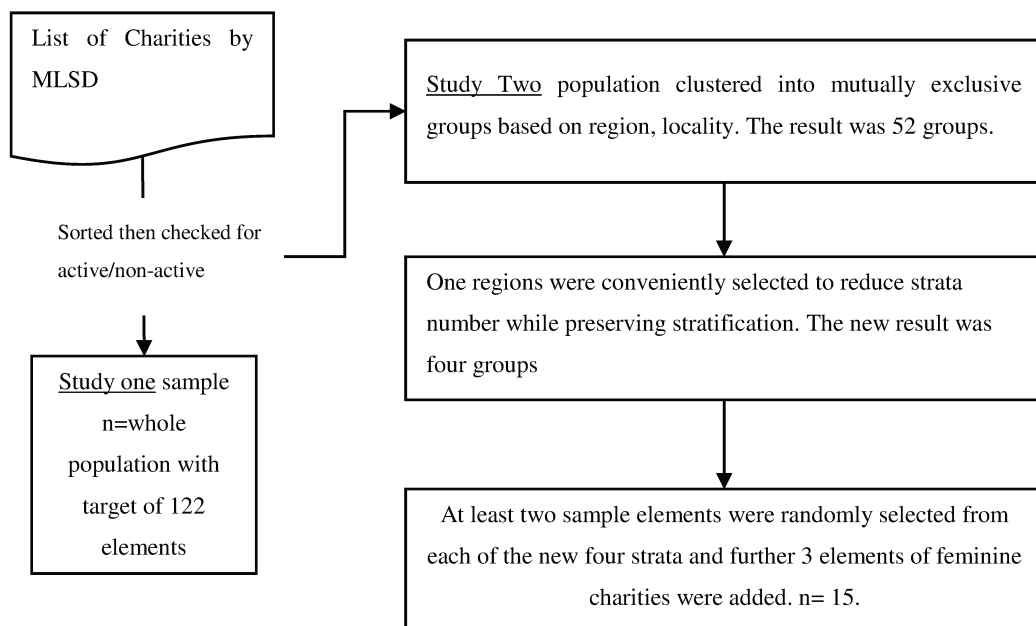 List of Charities by
MLSD
Sorted then checked for
active/non-active
Study one sample
n=whole
population with
target of 122
elements
Study Two population clustered into mutually exclusive
groups based on region, locality. The result was 52 groups.
One regions were conveniently selected to reduce strata
number while preserving stratification. The new result was
four groups
At least two sample elements were randomly selected from
each of the new four strata and further 3 elements of feminine
charities were added. n= 15.